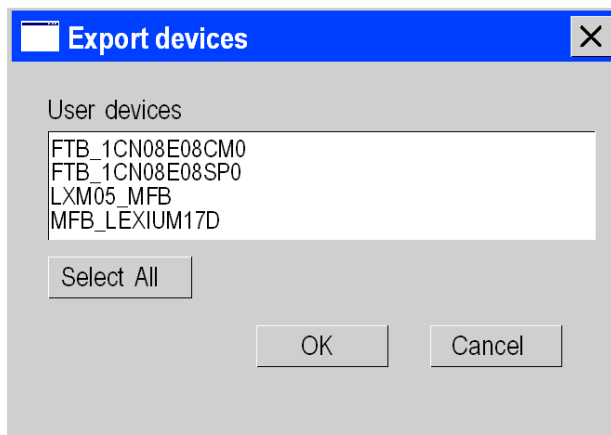 Export devices
User devices
FTB_1CN08E08CM0
FTB_1CN08E08SP0
LXM05_MFB
MFB_LEXIUM17D
Select All
OK
Cancel